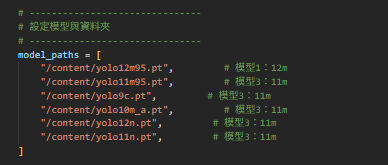 # --------------------------------
# 設定模型與資料夾
# --------------------------------
model_paths = [
"/content/yolo12m95.pt", # 模型1：12m
"/content/yolo11m95.pt", # 模型3：11m
"/content/yolo9c.pt", # 模型3：11m
"/content/yolo10m_a.pt", # 模型3：11m
"/content/yolo12n.pt", # 模型3：11m
"/content/yolo11n.pt", # 模型3：11m
]